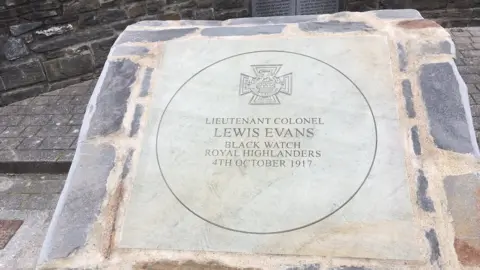 LIEUTENANT COLONEL
LEWIS EVANS
BLACK WATCH
ROYAL HIGHLANDERS
4TH OCTOBER 1917